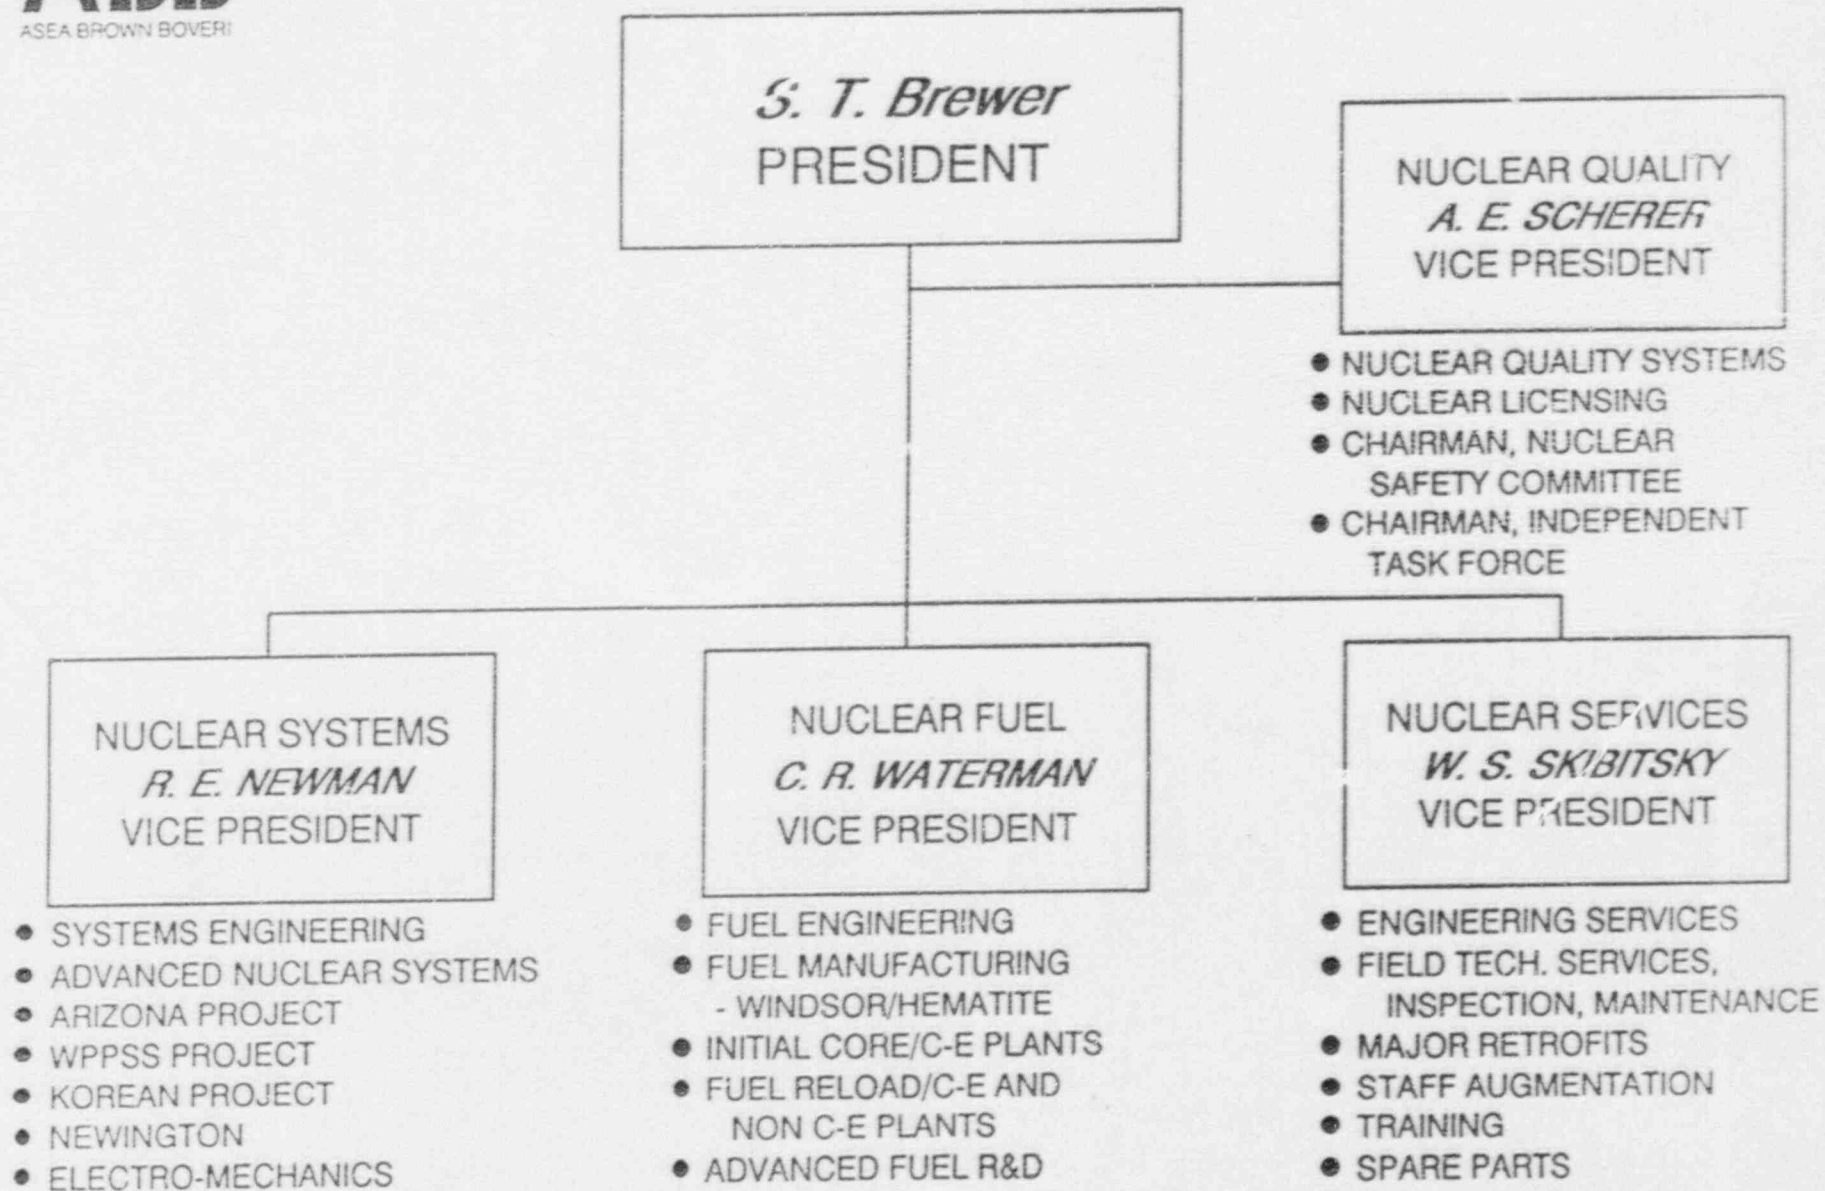 ASEA BROWN BOVERI
S. T. Brewer
PRESIDENT
NUCLEAR QUALITY
A. E. SCHERER
VICE PRESIDENT
● NUCLEAR QUALITY SYSTEMS
● NUCLEAR LICENSING
● CHAIRMAN, NUCLEAR
SAFETY COMMITTEE
● CHAIRMAN, INDEPENDENT
TASK FORCE
NUCLEAR SYSTEMS
R. E. NEWMAN
VICE PRESIDENT
● SYSTEMS ENGINEERING
● ADVANCED NUCLEAR SYSTEMS
● ARIZONA PROJECT
● WPPSS PROJECT
● KOREAN PROJECT
● NEWINGTON
● ELECTRO-MECHANICS
NUCLEAR FUEL
C. R. WATERMAN
VICE PRESIDENT
● FUEL ENGINEERING
● FUEL MANUFACTURING
- WINDSOR/HEMATITE
● INITIAL CORE/C-E PLANTS
● FUEL RELOAD/C-E AND
NON C-E PLANTS
● ADVANCED FUEL R&D
NUCLEAR SERVICES
W. S. SKIBITSKY
VICE PRESIDENT
● ENGINEERING SERVICES
● FIELD TECH. SERVICES,
INSPECTION, MAINTENANCE
● MAJOR RETROFITS
● STAFF AUGMENTATION
● TRAINING
● SPARE PARTS